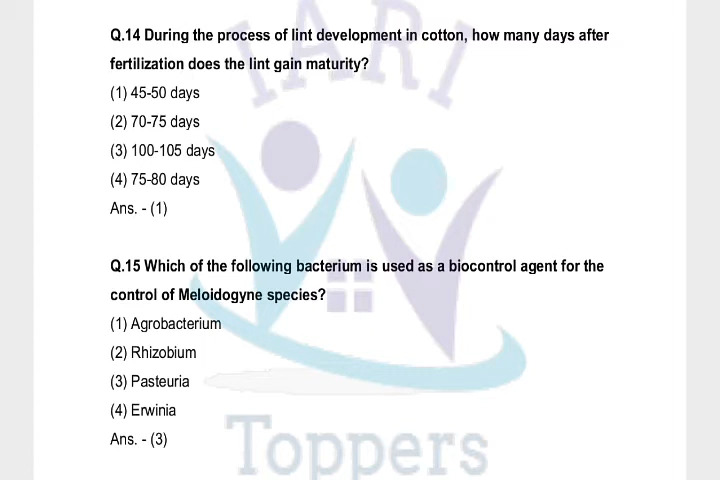 IARI
Q.14 During the process of lint development in cotton, how many days after
fertilization does the lint gain maturity?
(1) 45-50 days
(2) 70-75 days
(3) 100-105 days
(4) 75-80 days
Ans. - (1)
Q.15 Which of the following bacterium is used as a biocontrol agent for the
control of Meloidogyne species?
(1) Agrobacterium
(2) Rhizobium
(3) Pasteuria
(4) Erwinia
Ans. - (3)
Toppers